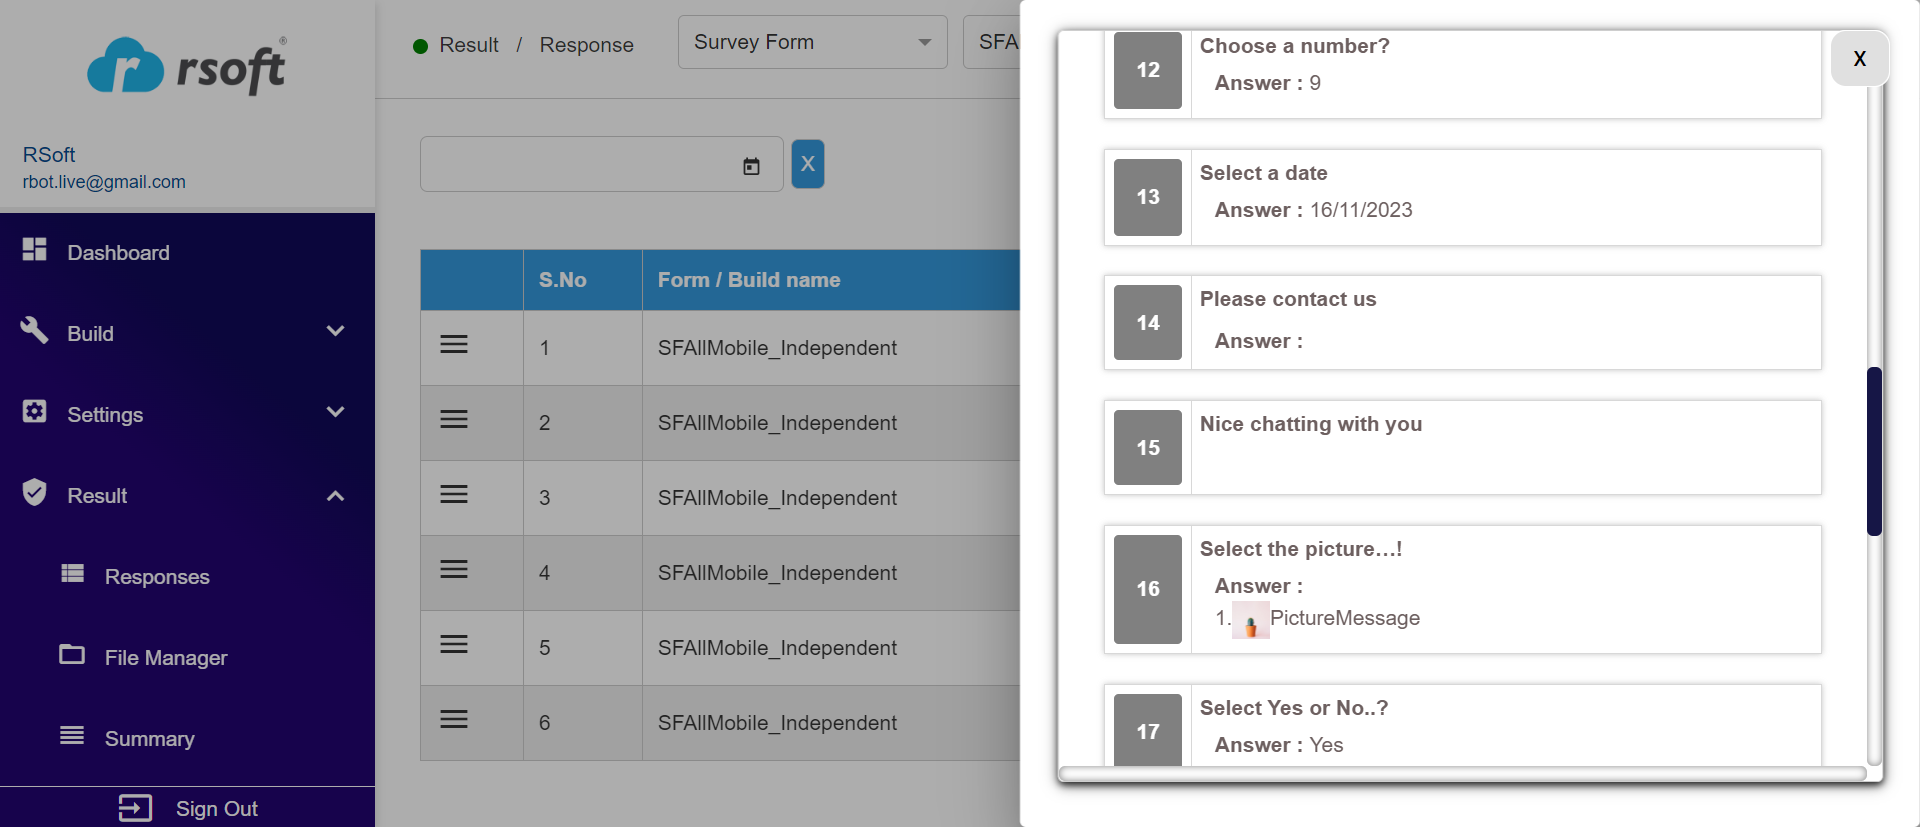 rsoft®
RSoft
rbot.live@gmail.com
Dashboard
Build
Settings
Result
Responses
File Manager
Summary
Sign Out
Result / Response
Survey Form
SFA
X
S.No Form / Build name
1 SFAllMobile_Independent
2 SFAllMobile_Independent
3 SFAllMobile_Independent
4 SFAllMobile_Independent
5 SFAllMobile_Independent
6 SFAllMobile_Independent
X
12 Choose a number?
Answer : 9
13 Select a date
Answer : 16/11/2023
14 Please contact us
Answer :
15 Nice chatting with you
16 Select the picture...!
Answer :
1. PictureMessage
17 Select Yes or No..?
Answer : Yes